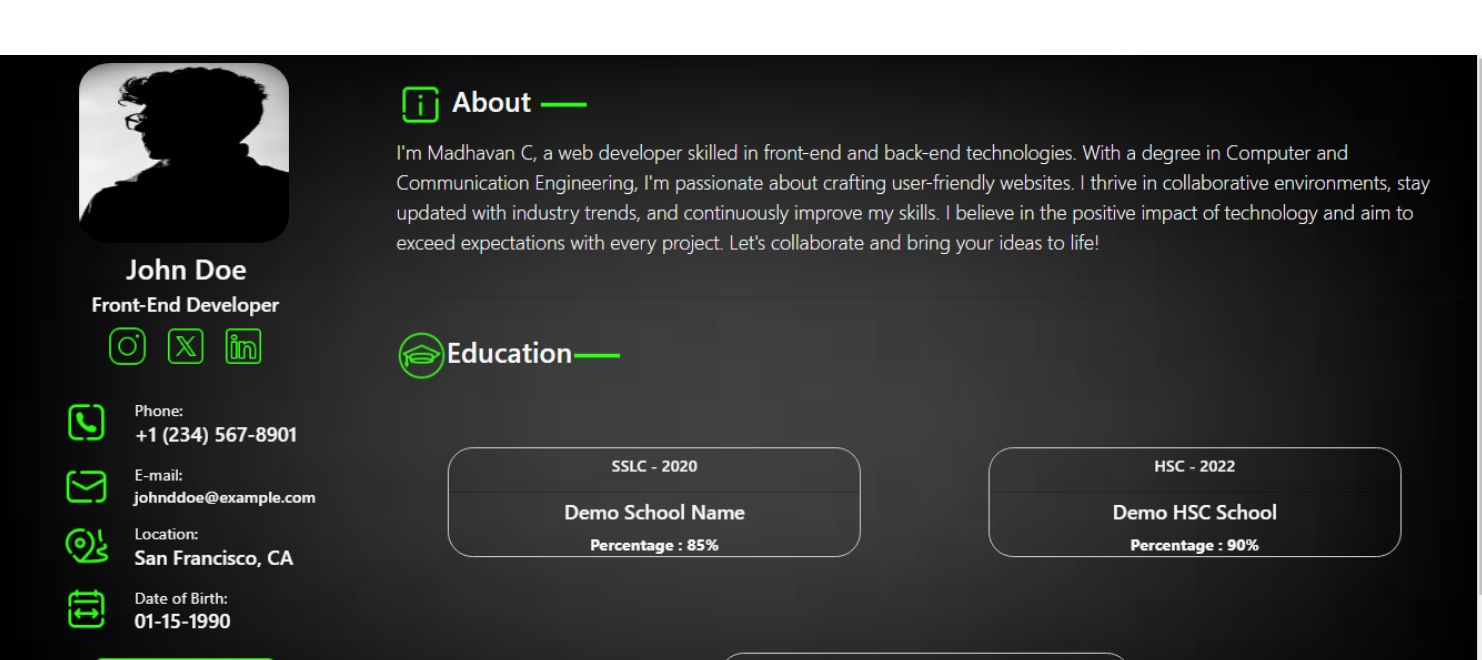 John Doe
Front-End Developer
Phone:
+1 (234) 567-8901
E-mail:
johnddoe@example.com
Location:
San Francisco, CA
Date of Birth:
01-15-1990
About
I'm Madhavan C, a web developer skilled in front-end and back-end technologies. With a degree in Computer and
Communication Engineering, I'm passionate about crafting user-friendly websites. I thrive in collaborative environments, stay
updated with industry trends, and continuously improve my skills. I believe in the positive impact of technology and aim to
exceed expectations with every project. Let's collaborate and bring your ideas to life!
Education
SSLC - 2020
Demo School Name
Percentage : 85%
HSC - 2022
Demo HSC School
Percentage : 90%